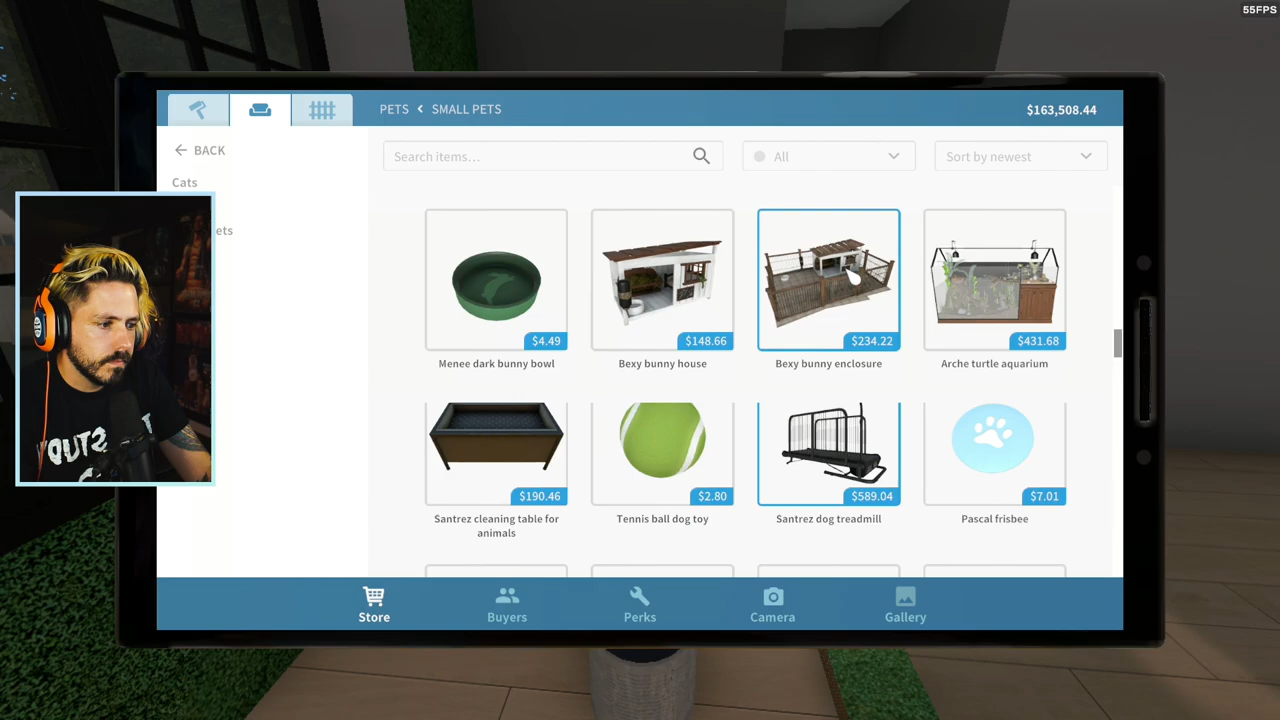 55FPS
PETS < SMALL PETS
$163,508.44
BACK
Search items...
All
Sort by newest
Cats
ets
$4.49
$148.66
$234.22
$431.68
Menee dark bunny bowl
Bexy bunny house
Bexy bunny enclosure
Arche turtle aquarium
$190.46
$2.80
$589.04
$7.01
Santrez cleaning table for
animals
Tennis ball dog toy
Santrez dog treadmill
Pascal frisbee
Store
Buyers
Perks
Camera
Gallery